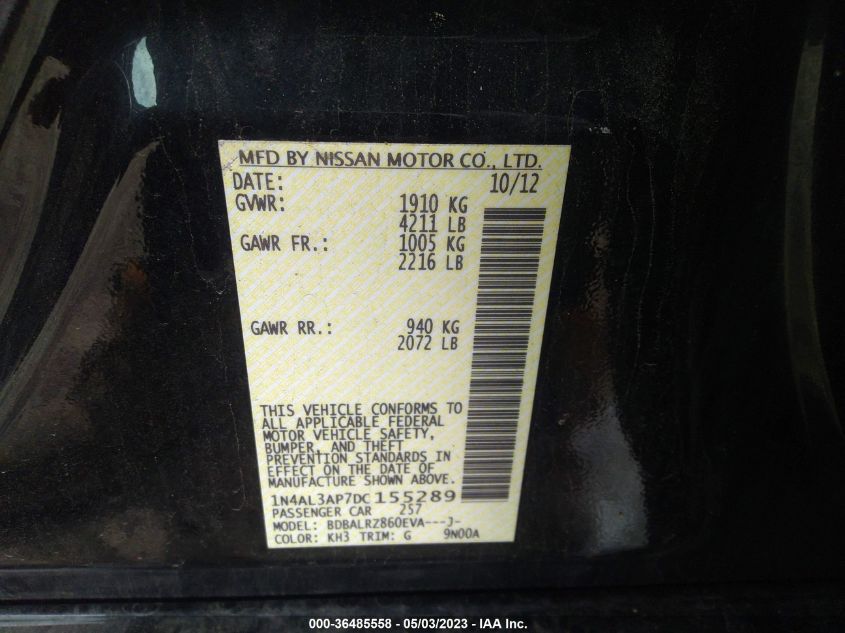 MFD BY NISSAN MOTOR CO., LTD.
DATE: 10/12
GVWR: 1910 KG
4211 LB
GAWR FR.: 1005 KG
2216 LB
GAWR RR.: 940 KG
2072 LB
THIS VEHICLE CONFORMS TO
ALL APPLICABLE FEDERAL
MOTOR VEHICLE SAFETY,
BUMPER, AND THEFT
PREVENTION STANDARDS IN
EFFECT ON THE DATE OF
MANUFACTURE SHOWN ABOVE.
1N4AL3AP7DC155289
PASSENGER CAR 257
MODEL: BDBALRZ860EVA---J-
COLOR: KH3 TRIM: G 9N00A
000-36485558 - 05/03/2023 - IAA Inc.